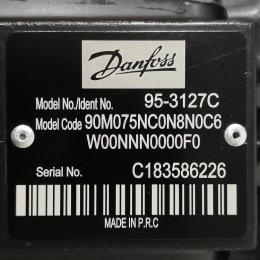 Danfoss
Model No./Ident No. 95-3127C
Model Code 90M075NC0N8N0C6
W00NNN0000F0
Serial No. C183586226
MADE IN P.R.C